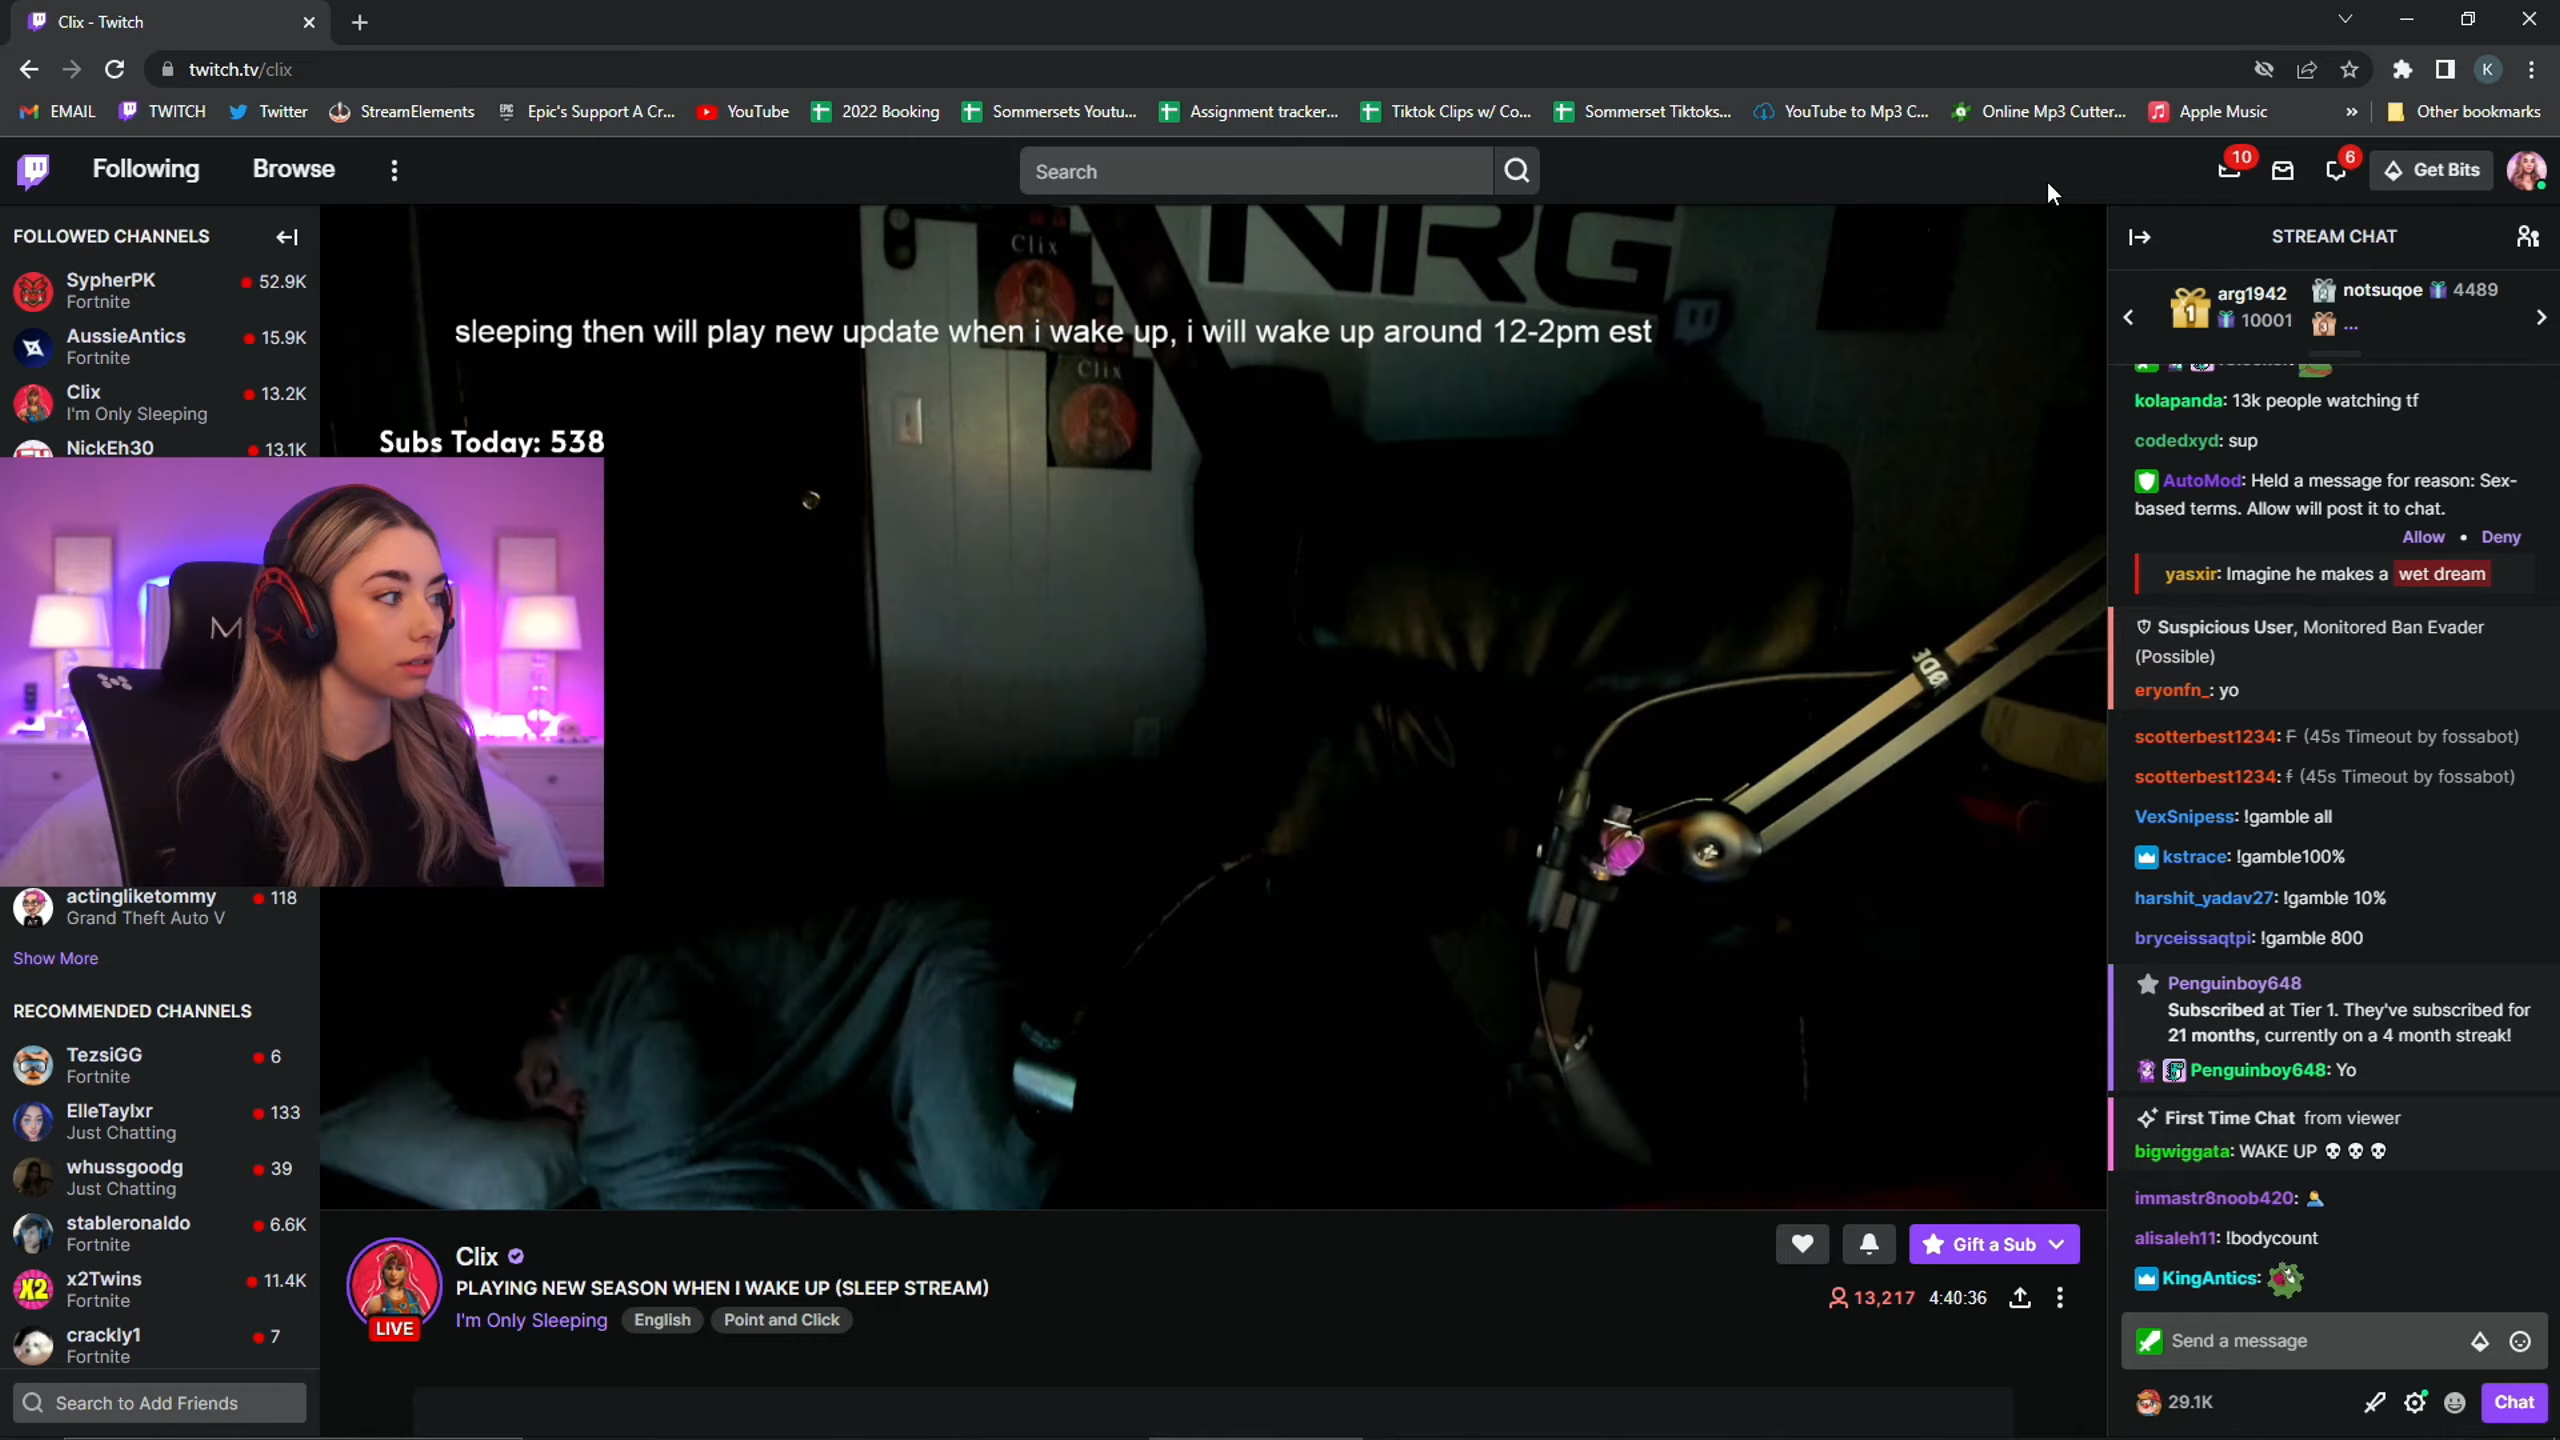 Clix - Twitch
twitch.tv/clix
EMAIL
TWITCH
Twitter
StreamElements
EPIC
Epic's Support A Cr...
YouTube
2022 Booking
Sommersets Youtu...
Assignment tracker...
Tiktok Clips w/ Co...
Sommerset Tiktoks...
YouTube to Mp3 C...
Online Mp3 Cutter...
Apple Music
Other bookmarks
K
Following
Browse
Search
10
6
Get Bits
FOLLOWED CHANNELS
SypherPK
52.9K
Fortnite
AussieAntics
15.9K
Fortnite
Clix
13.2K
I'm Only Sleeping
NickEh30
13.1K
actingliketommy
118
Grand Theft Auto V
Show More
RECOMMENDED CHANNELS
TezsiGG
6
Fortnite
ElleTaylxr
133
Just Chatting
whussgoodg
39
Just Chatting
stableronaldo
6.6K
Fortnite
x2Twins
11.4K
Fortnite
X2
crackly1
7
Fortnite
Search to Add Friends
NRG
Clix
sleeping then will play new update when i wake up, i will wake up around 12-2pm est
Clix
Subs Today: 538
RØDE
Clix
PLAYING NEW SEASON WHEN I WAKE UP (SLEEP STREAM)
I'm Only Sleeping
English
Point and Click
LIVE
Gift a Sub
13,217
4:40:36
STREAM CHAT
1
arg1942
10001
2
notsuqoe
4489
3
...
kolapanda: 13k people watching tf
codedxyd: sup
AutoMod: Held a message for reason: Sex-
based terms. Allow will post it to chat.
Allow • Deny
yasxir: Imagine he makes a wet dream
Suspicious User, Monitored Ban Evader
(Possible)
eryonfn_: yo
scotterbest1234: F (45s Timeout by fossabot)
scotterbest1234: f (45s Timeout by fossabot)
VexSnipess: !gamble all
kstrace: !gamble100%
harshit_yadav27: !gamble 10%
bryceissaqtpi: !gamble 800
Penguinboy648
Subscribed at Tier 1. They've subscribed for
21 months, currently on a 4 month streak!
Penguinboy648: Yo
First Time Chat from viewer
bigwiggata: WAKE UP 💀 💀 💀
immastr8noob420:
alisaleh11: !bodycount
KingAntics:
Send a message
29.1K
Chat